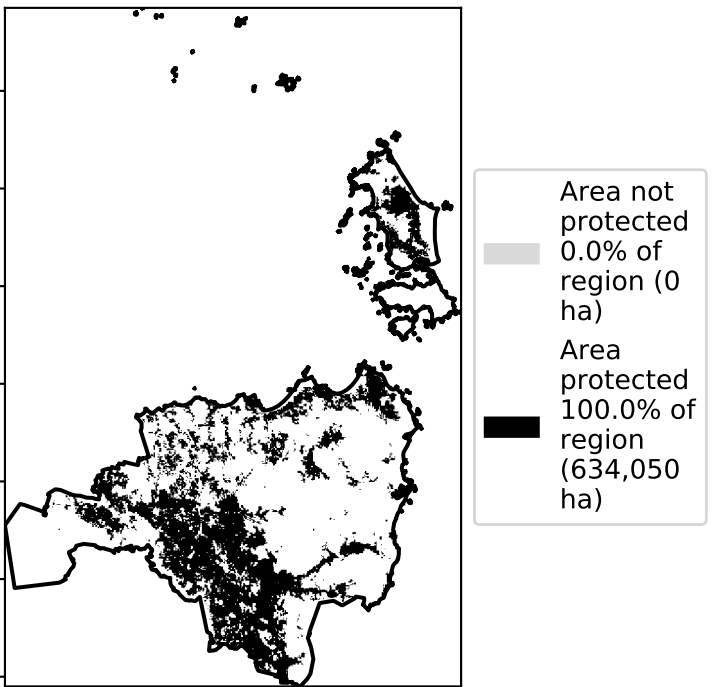 Area not
protected
0.0% of
region (0
ha)
Area
protected
100.0% of
region
(634,050
ha)